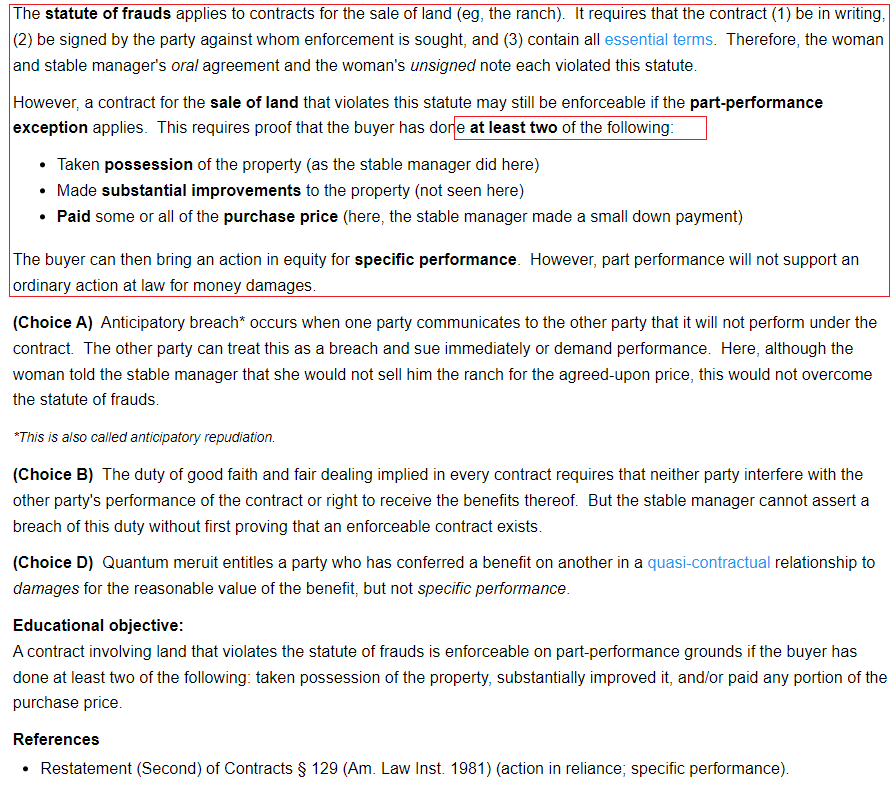 The statute of frauds applies to contracts for the sale of land (eg, the ranch).  It requires that the contract (1) be in writing,
(2) be signed by the party against whom enforcement is sought, and (3) contain all essential terms.  Therefore, the woman
and stable manager's oral agreement and the woman's unsigned note each violated this statute.
However, a contract for the sale of land that violates this statute may still be enforceable if the part-performance
exception applies.  This requires proof that the buyer has done at least two of the following:
• Taken possession of the property (as the stable manager did here)
• Made substantial improvements to the property (not seen here)
• Paid some or all of the purchase price (here, the stable manager made a small down payment)
The buyer can then bring an action in equity for specific performance.  However, part performance will not support an
ordinary action at law for money damages.
(Choice A)  Anticipatory breach* occurs when one party communicates to the other party that it will not perform under the
contract.  The other party can treat this as a breach and sue immediately or demand performance.  Here, although the
woman told the stable manager that she would not sell him the ranch for the agreed-upon price, this would not overcome
the statute of frauds.
*This is also called anticipatory repudiation.
(Choice B)  The duty of good faith and fair dealing implied in every contract requires that neither party interfere with the
other party's performance of the contract or right to receive the benefits thereof.  But the stable manager cannot assert a
breach of this duty without first proving that an enforceable contract exists.
(Choice D)  Quantum meruit entitles a party who has conferred a benefit on another in a quasi-contractual relationship to
damages for the reasonable value of the benefit, but not specific performance.
Educational objective:
A contract involving land that violates the statute of frauds is enforceable on part-performance grounds if the buyer has
done at least two of the following: taken possession of the property, substantially improved it, and/or paid any portion of the
purchase price.
References
• Restatement (Second) of Contracts § 129 (Am. Law Inst. 1981) (action in reliance; specific performance).